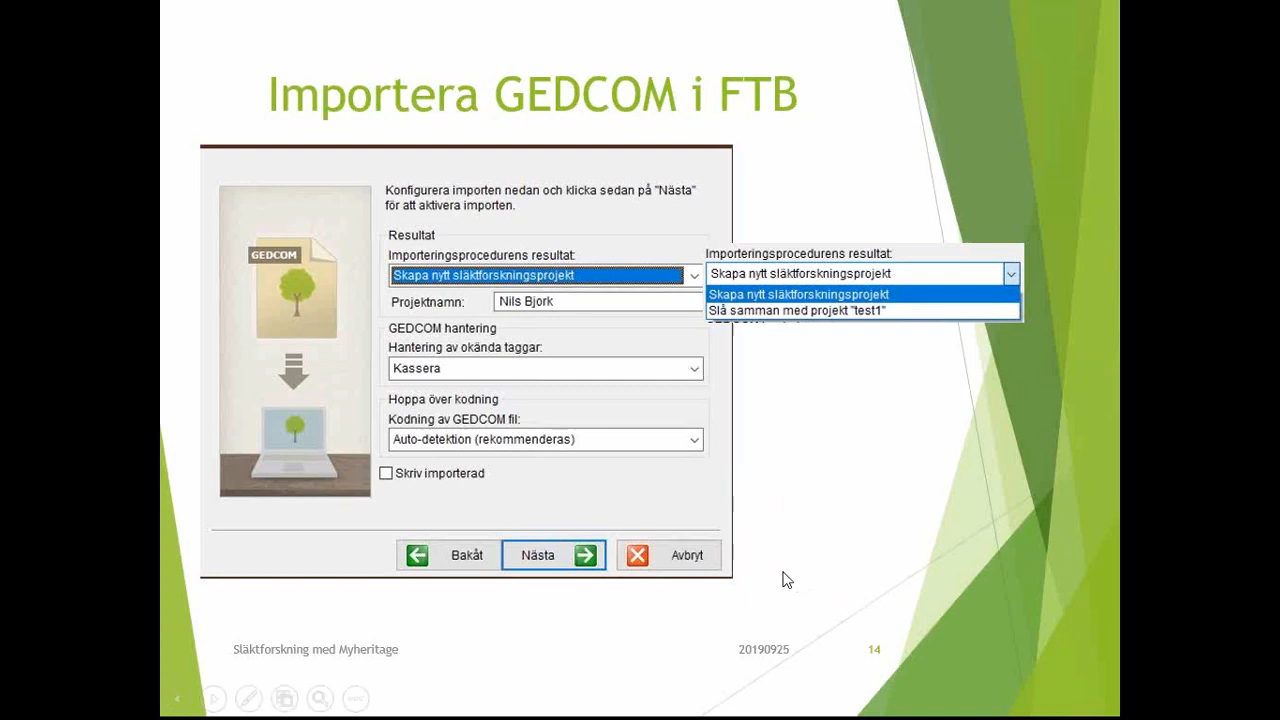 Importera GEDCOM i FTB
Konfigurera importen nedan och klicka sedan på "Nästa"
för att aktivera importen.
GEDCOM
Resultat
Importeringsprocedurens resultat:
Skapa nytt släktforskningsprojekt
Projektnamn:
Nils Bjork
Importeringsprocedurens resultat:
Skapa nytt släktforskningsprojekt
Skapa nytt släktforskningsprojekt
Slå samman med projekt "test1"
GEDCOM hantering
Hantering av okända taggar:
Kassera
Hoppa över kodning
Kodning av GEDCOM fil:
Auto-detektion (rekommenderas)
Skriv importerad
Bakåt
Nästa
Avbryt
Släktforskning med Myheritage
20190925
14